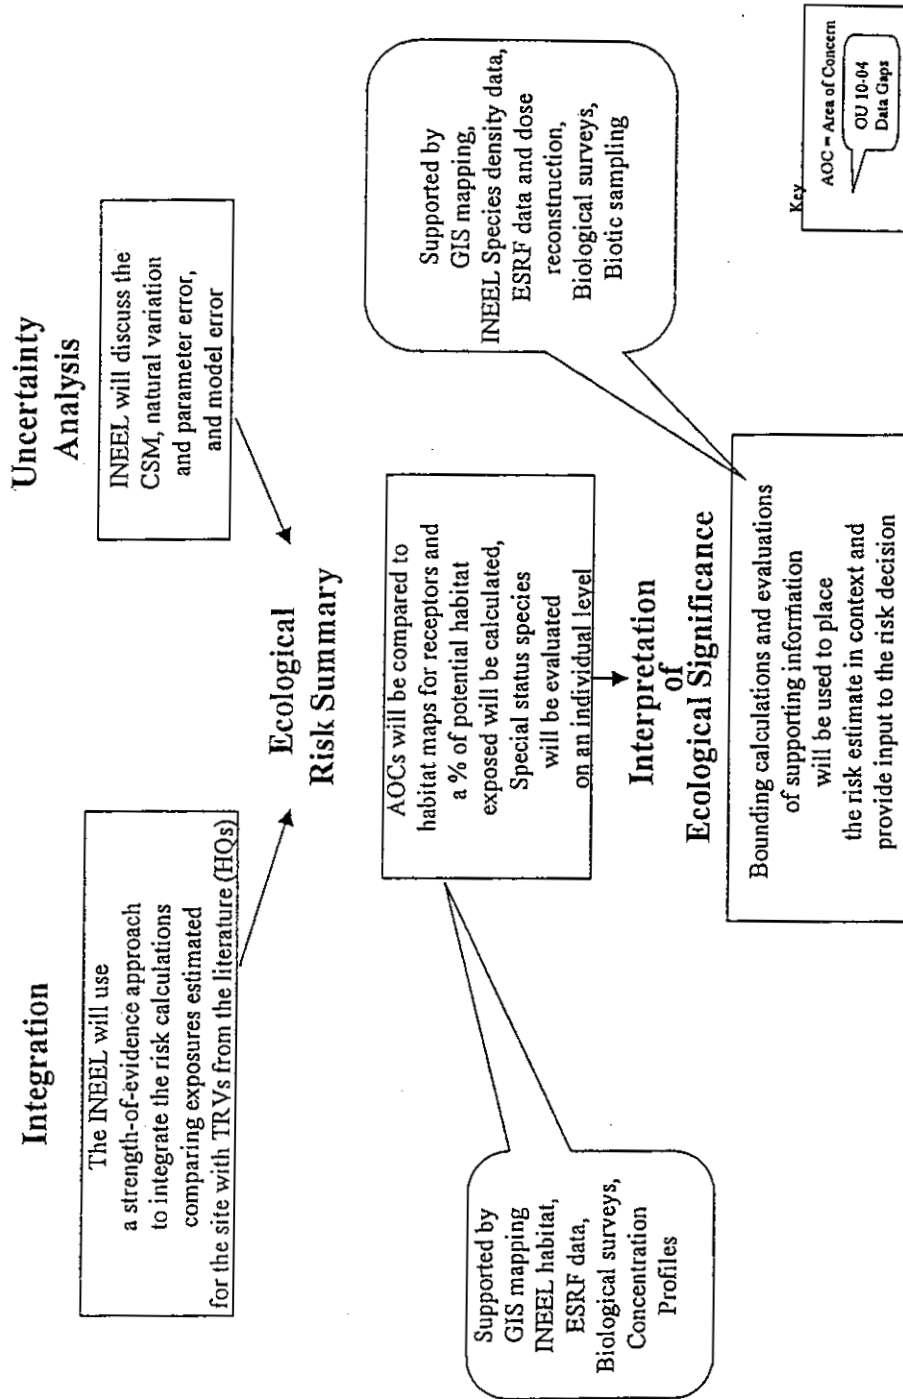 Integration
The INEEL will use
a strength-of-evidence approach
to integrate the risk calculations
comparing exposures estimated
for the site with TRVs from the literature (HQs)
Uncertainty
Analysis
INEEL will discuss the
CSM, natural variation
and parameter error,
and model error
Ecological
Risk Summary
AOCs will be compared to
habitat maps for receptors and
a % of potential habitat
exposed will be calculated,
Special status species
will be evaluated
on an individual level
Supported by
GIS mapping
INEEL habitat,
ESRF data,
Biological surveys,
Concentration
Profiles
Supported by
GIS mapping,
INEEL Species density data,
ESRF data and dose
reconstruction,
Biological surveys,
Biotic sampling
Interpretation
of
Ecological Significance
Bounding calculations and evaluations
of supporting information
will be used to place
the risk estimate in context and
provide input to the risk decision
Key
AOC = Area of Concern
OU 10-04
Data Gaps